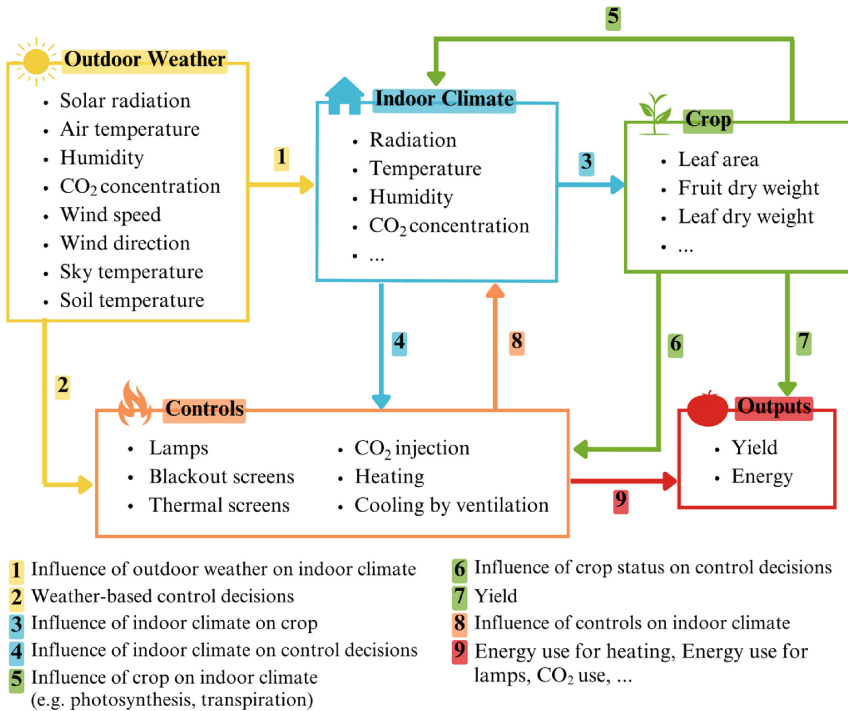 5
Outdoor Weather
• Solar radiation
• Air temperature
• Humidity
• CO₂ concentration
• Wind speed
• Wind direction
• Sky temperature
• Soil temperature
1
Indoor Climate
• Radiation
• Temperature
• Humidity
• CO₂ concentration
• ...
3
Crop
• Leaf area
• Fruit dry weight
• Leaf dry weight
• ...
2
4
8
6
7
Controls
• Lamps
• Blackout screens
• Thermal screens
• CO₂ injection
• Heating
• Cooling by ventilation
9
Outputs
• Yield
• Energy
1 Influence of outdoor weather on indoor climate
2 Weather-based control decisions
3 Influence of indoor climate on crop
4 Influence of indoor climate on control decisions
5 Influence of crop on indoor climate
(e.g. photosynthesis, transpiration)
6 Influence of crop status on control decisions
7 Yield
8 Influence of controls on indoor climate
9 Energy use for heating, Energy use for
lamps, CO₂ use, ...